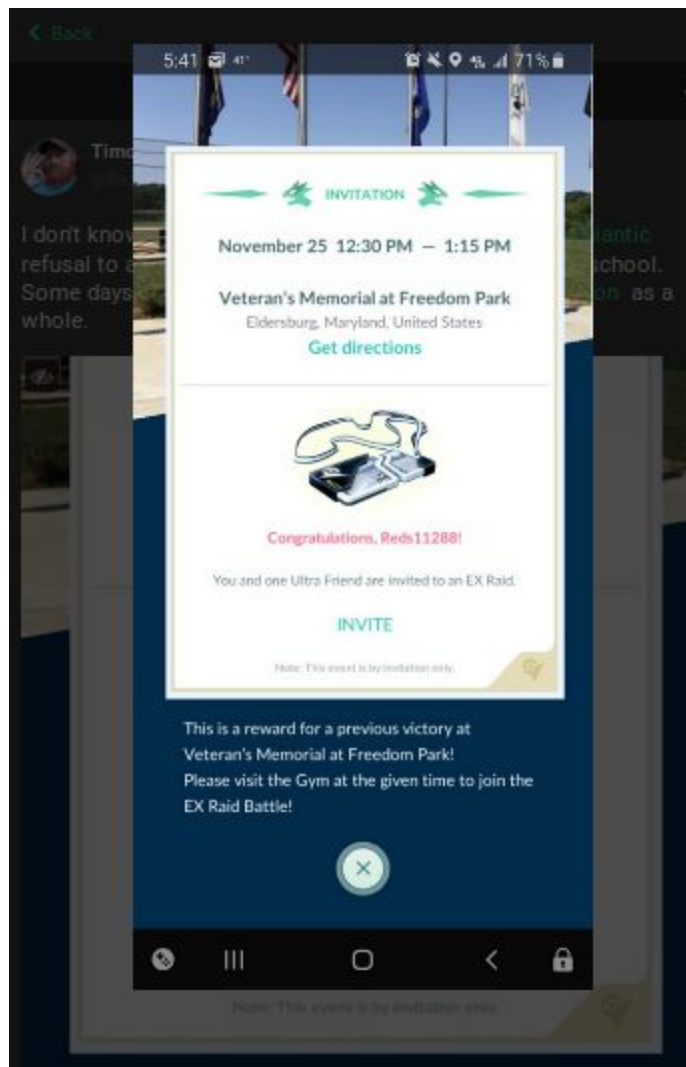 Back
5:41 41° 71%
INVITATION
November 25 12:30 PM — 1:15 PM
Veteran's Memorial at Freedom Park
Eldersburg, Maryland, United States
Get directions
Congratulations, Reds11288!
You and one Ultra Friend are invited to an EX Raid.
INVITE
Note: This event is by invitation only.
This is a reward for a previous victory at
Veteran's Memorial at Freedom Park!
Please visit the Gym at the given time to join the
EX Raid Battle!
Timo
I don't know
refusal to a school.
Some days on as a
whole.
Note: This event is by invitation only.